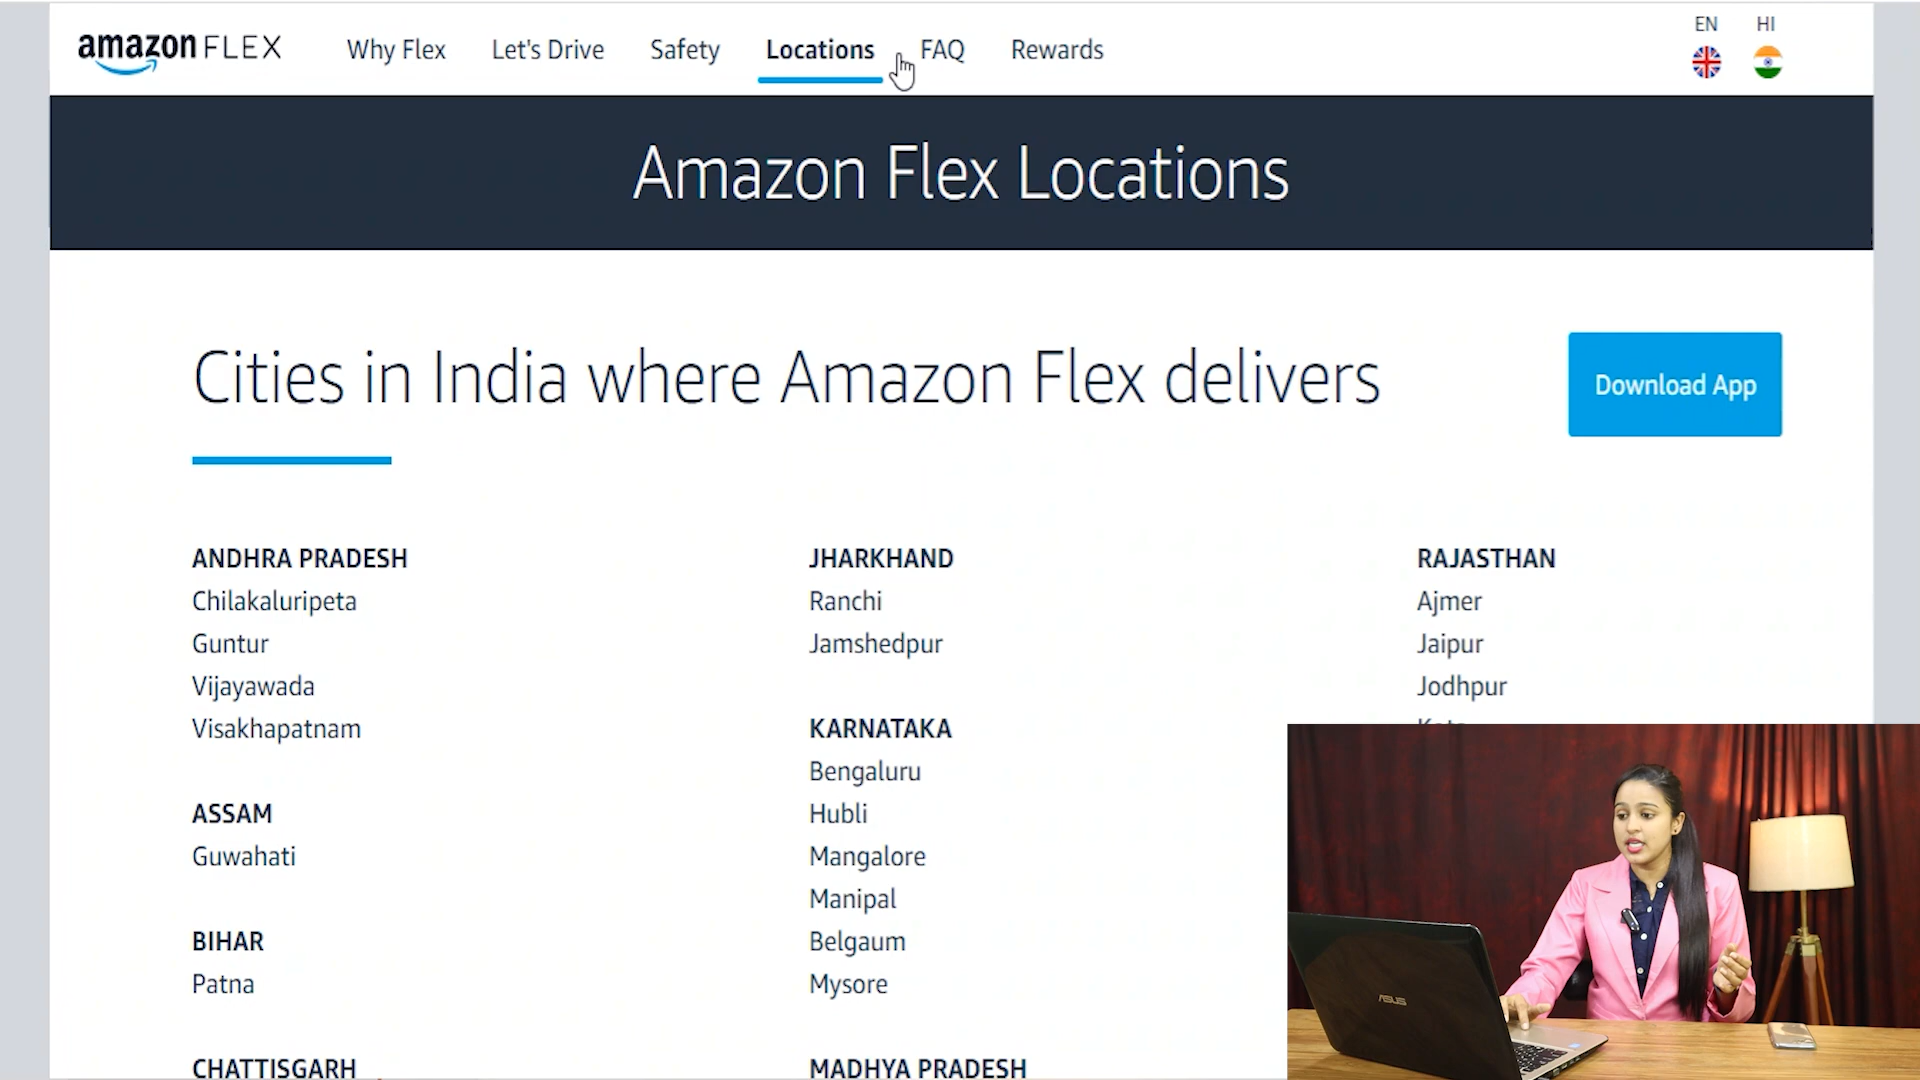 amazon FLEX
Why Flex
Let's Drive
Safety
Locations
FAQ
Rewards
EN
HI
Amazon Flex Locations
Cities in India where Amazon Flex delivers
Download App
ANDHRA PRADESH
Chilakaluripeta
Guntur
Vijayawada
Visakhapatnam
ASSAM
Guwahati
BIHAR
Patna
CHATTISGARH
JHARKHAND
Ranchi
Jamshedpur
KARNATAKA
Bengaluru
Hubli
Mangalore
Manipal
Belgaum
Mysore
MADHYA PRADESH
RAJASTHAN
Ajmer
Jaipur
Jodhpur
ASUS